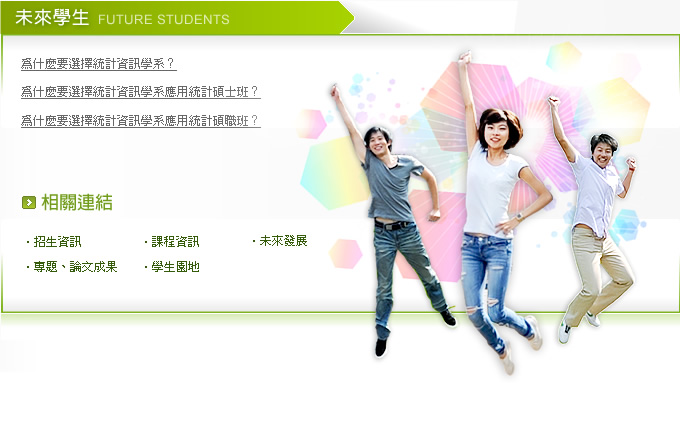 未來學生 FUTURE STUDENTS
為什麼要選擇統計資訊學系？
為什麼要選擇統計資訊學系應用統計碩士班？
為什麼要選擇統計資訊學系應用統計碩職班？
相關連結
・招生資訊 ・課程資訊 ・未來發展
・專題、論文成果 ・學生園地